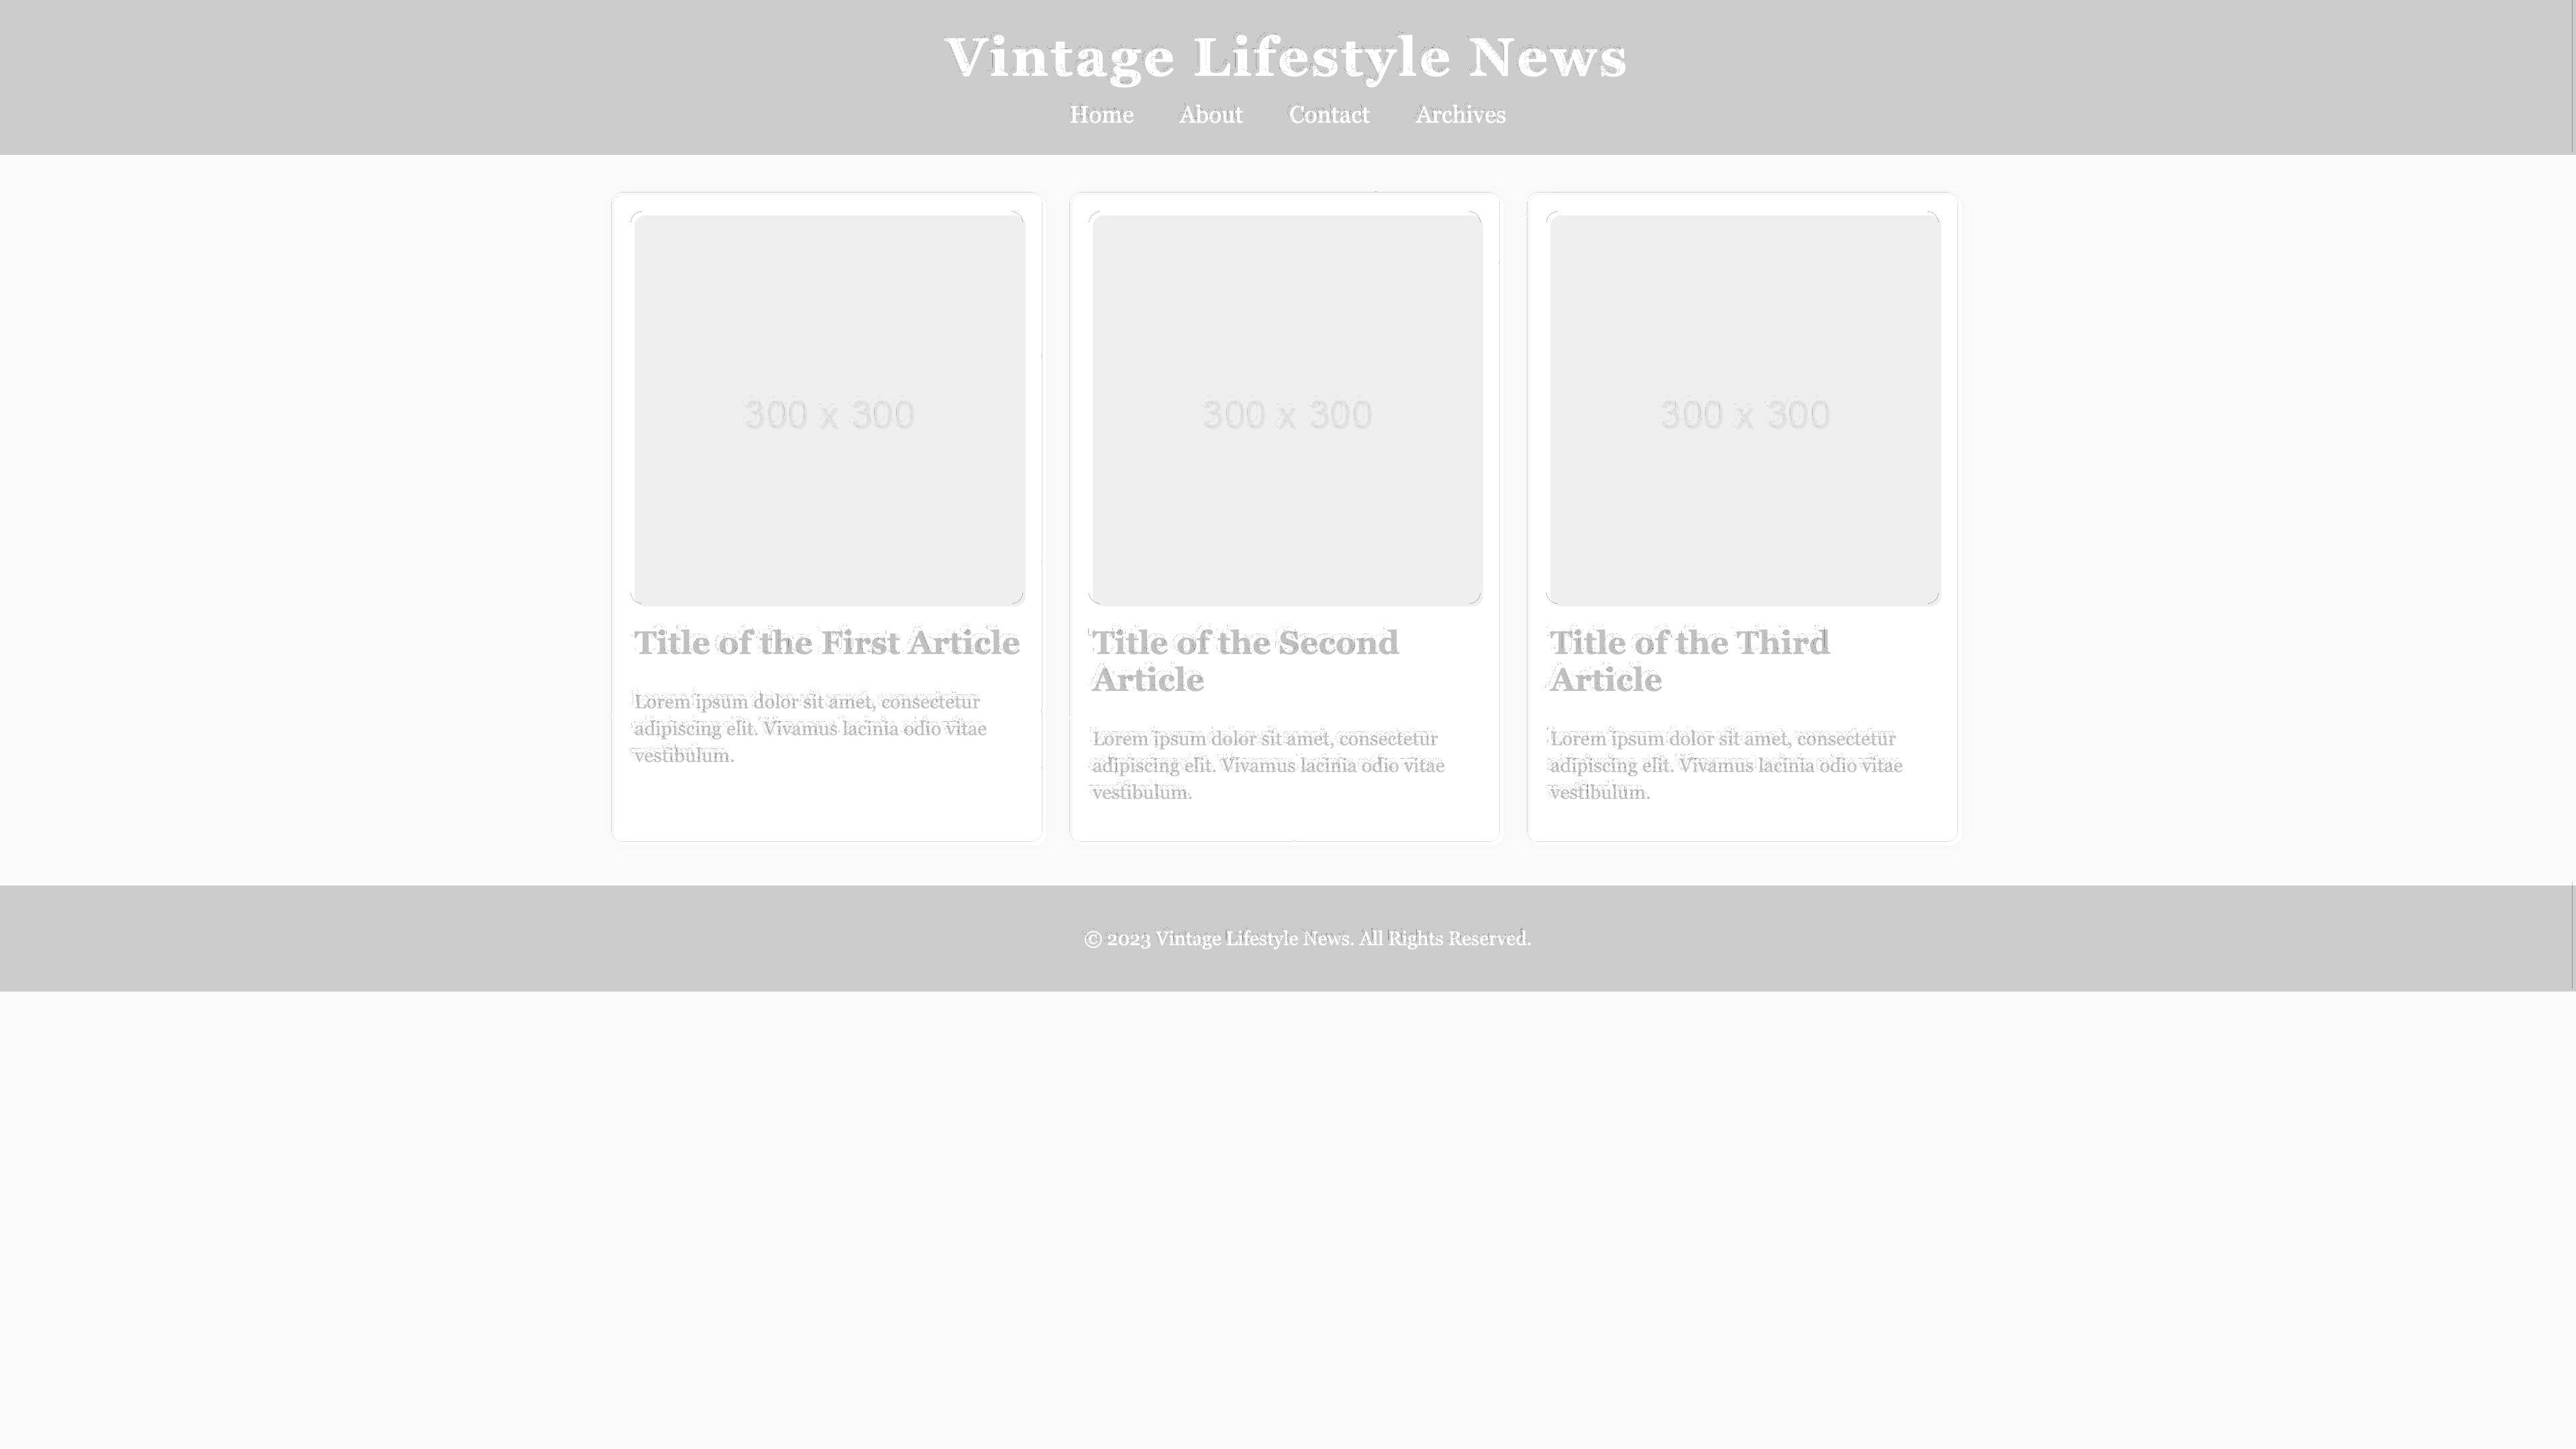 Vintage Lifestyle News
Home About Contact Archives
300 x 300
Title of the First Article
Lorem ipsum dolor sit amet, consectetur
adipiscing elit. Vivamus lacinia odio vitae
vestibulum.
300 x 300
Title of the Second
Article
Lorem ipsum dolor sit amet, consectetur
adipiscing elit. Vivamus lacinia odio vitae
vestibulum.
300 x 300
Title of the Third
Article
Lorem ipsum dolor sit amet, consectetur
adipiscing elit. Vivamus lacinia odio vitae
vestibulum.
© 2023 Vintage Lifestyle News. All Rights Reserved.